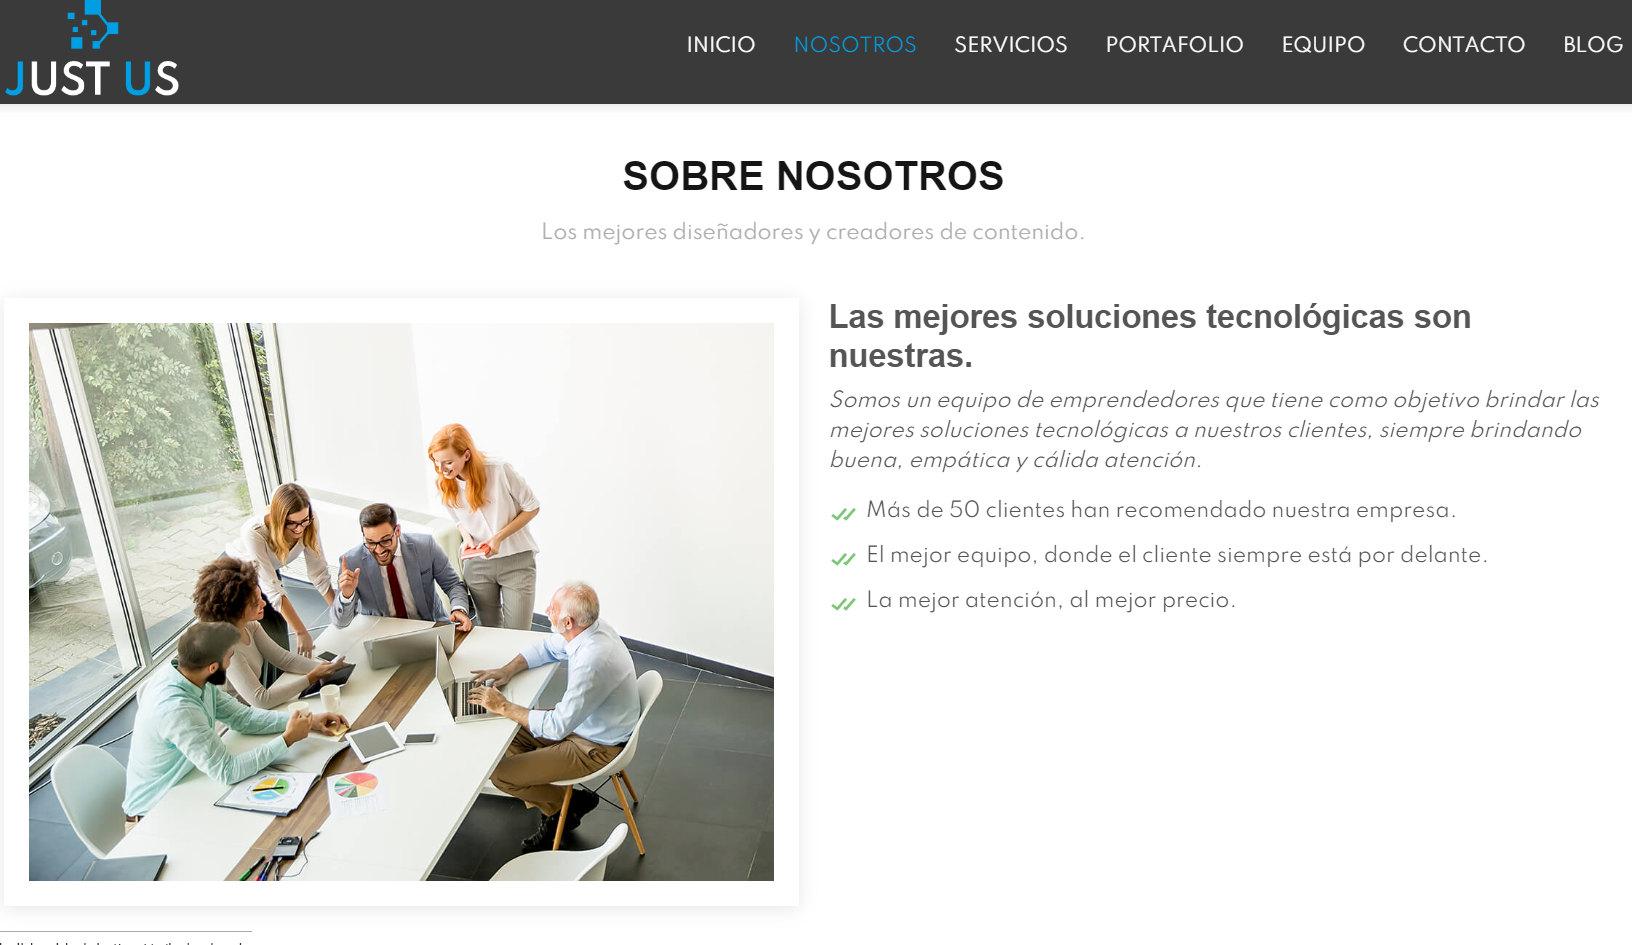 JUST US
INICIO NOSOTROS SERVICIOS PORTAFOLIO EQUIPO CONTACTO BLOG
SOBRE NOSOTROS
Los mejores diseñadores y creadores de contenido.
Las mejores soluciones tecnológicas son
nuestras.
Somos un equipo de emprendedores que tiene como objetivo brindar las
mejores soluciones tecnológicas a nuestros clientes, siempre brindando
buena, empática y cálida atención.
Más de 50 clientes han recomendado nuestra empresa.
El mejor equipo, donde el cliente siempre está por delante.
La mejor atención, al mejor precio.